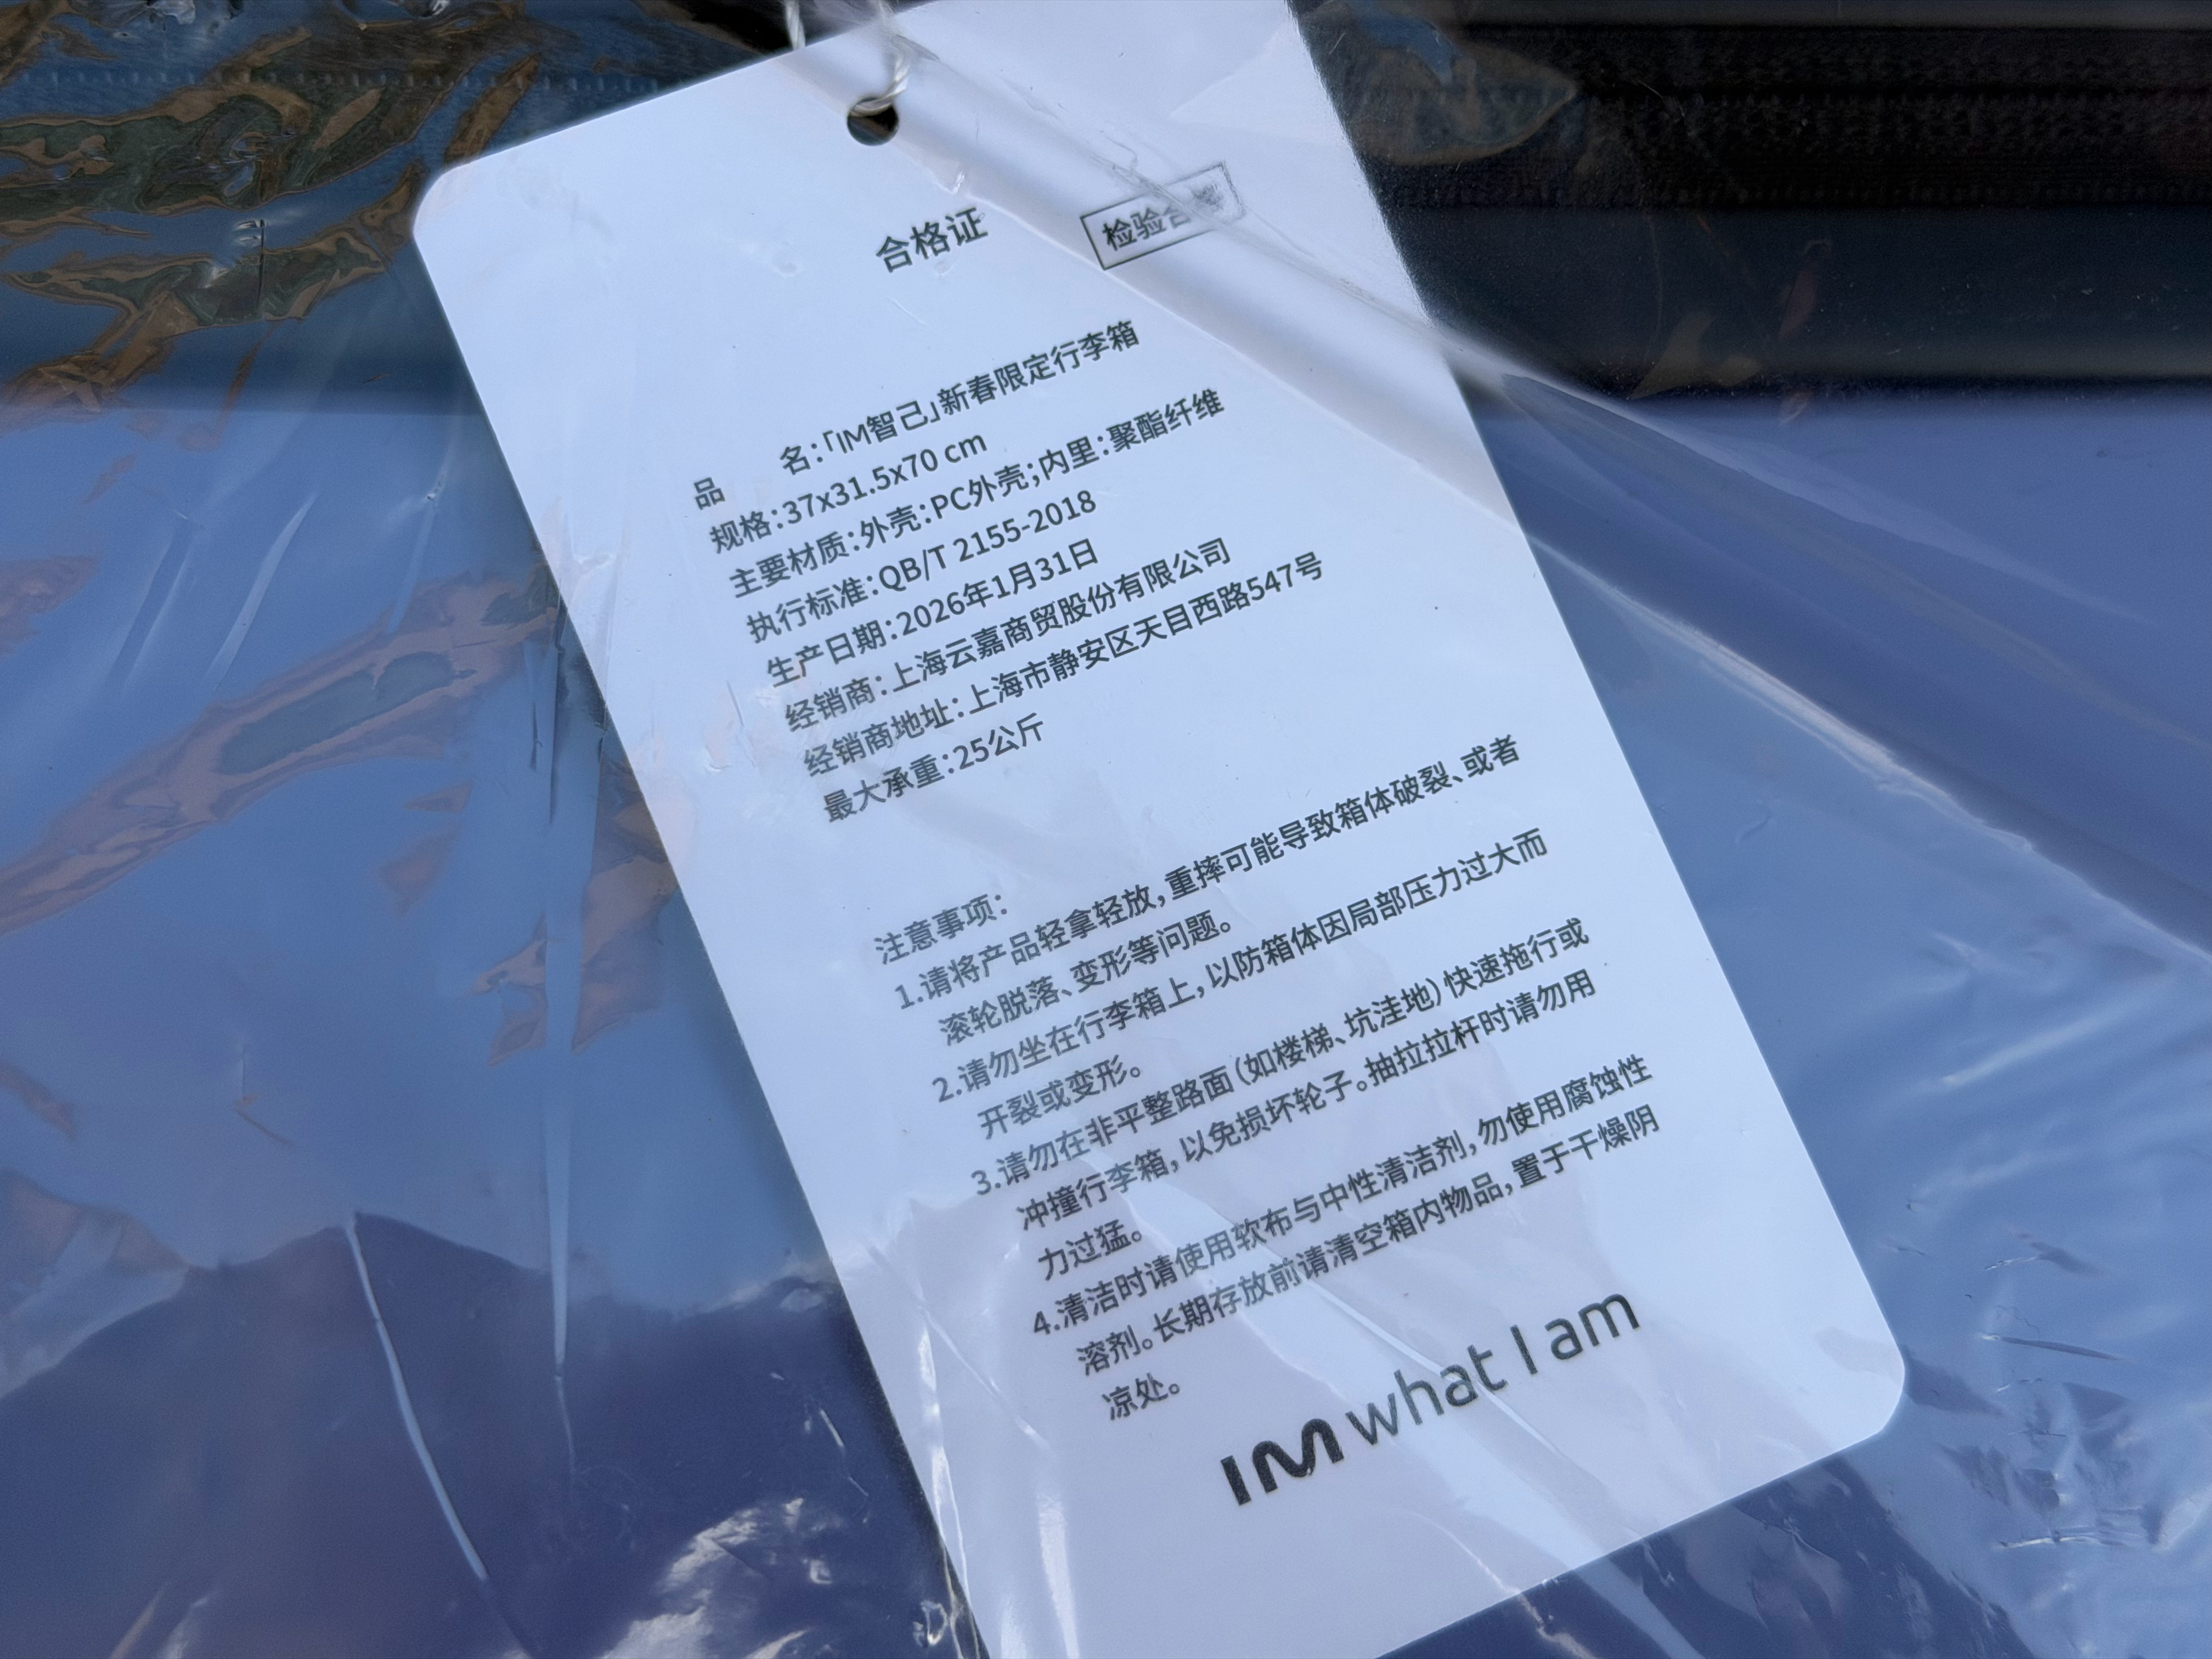 合格证
检验合
品 名：「IM智己」新春限定行李箱
规格：37x31.5x70 cm
主要材质：外壳：PC外壳；内里：聚酯纤维
执行标准：QB/T 2155-2018
生产日期：2026年1月31日
经销商：上海云嘉商贸股份有限公司
经销商地址：上海市静安区天目西路547号
最大承重：25公斤
注意事项：
1.请将产品轻拿轻放，重摔可能导致箱体破裂、或者
滚轮脱落、变形等问题。
2.请勿坐在行李箱上，以防箱体因局部压力过大而
开裂或变形。
3.请勿在非平整路面（如楼梯、坑洼地）快速拖行或
冲撞行李箱，以免损坏轮子。抽拉拉杆时请勿用
力过猛。
4.清洁时请使用软布与中性清洁剂，勿使用腐蚀性
溶剂。长期存放前请清空箱内物品，置于干燥阴
凉处。
IM what I am